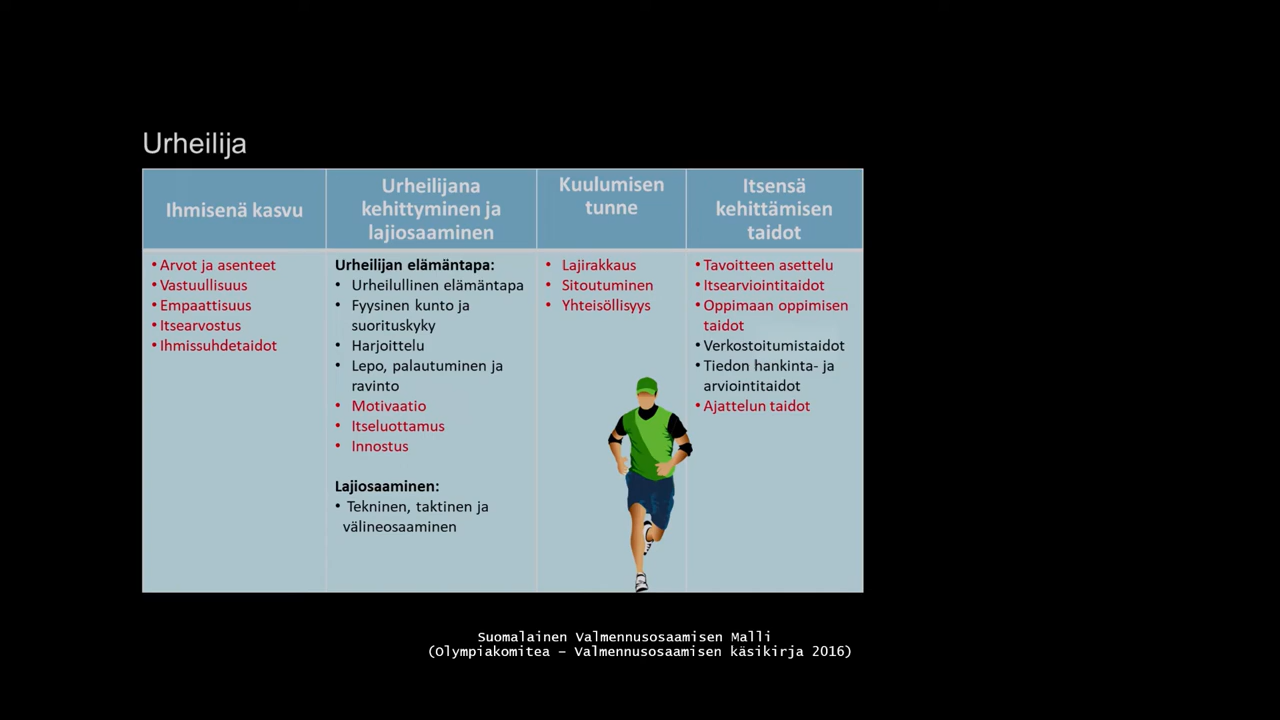 Urheilija
Ihmisenä kasvu
Urheilijana
kehittyminen ja
lajiosaaminen
Kuulumisen
tunne
Itsensä
kehittämisen
taidot
• Arvot ja asenteet
• Vastuullisuus
• Empaattisuus
• Itsearvostus
• Ihmissuhdetaidot
Urheilijan elämäntapa:
• Urheilullinen elämäntapa
• Fyysinen kunto ja
suorituskyky
• Harjoittelu
• Lepo, palautuminen ja
ravinto
• Motivaatio
• Itseluottamus
• Innostus
Lajiosaaminen:
• Tekninen, taktinen ja
välineosaaminen
• Lajirakkaus
• Sitoutuminen
• Yhteisöllisyys
• Tavoitteen asettelu
• Itsearviointitaidot
• Oppimaan oppimisen
taidot
• Verkostoitumistaidot
• Tiedon hankinta- ja
arviointitaidot
• Ajattelun taidot
Suomalainen Valmennusosaamisen Malli
(Olympiakomitea – Valmennusosaamisen käsikirja 2016)